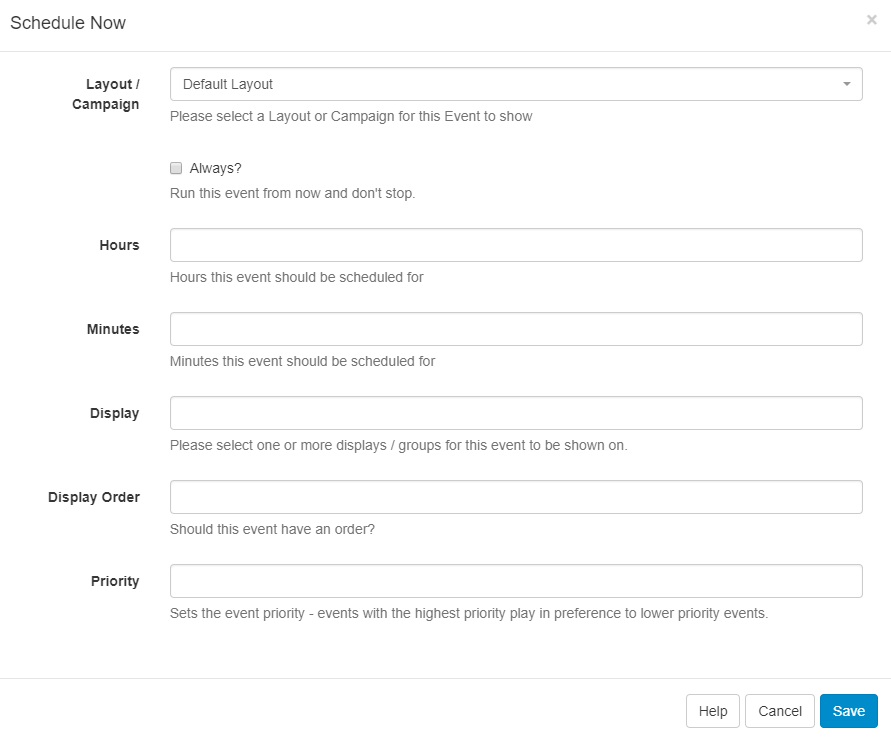 Schedule Now
×
Layout /
Campaign
Default Layout
Please select a Layout or Campaign for this Event to show
Always?
Run this event from now and don't stop.
Hours
Hours this event should be scheduled for
Minutes
Minutes this event should be scheduled for
Display
Please select one or more displays / groups for this event to be shown on.
Display Order
Should this event have an order?
Priority
Sets the event priority - events with the highest priority play in preference to lower priority events.
Help Cancel Save